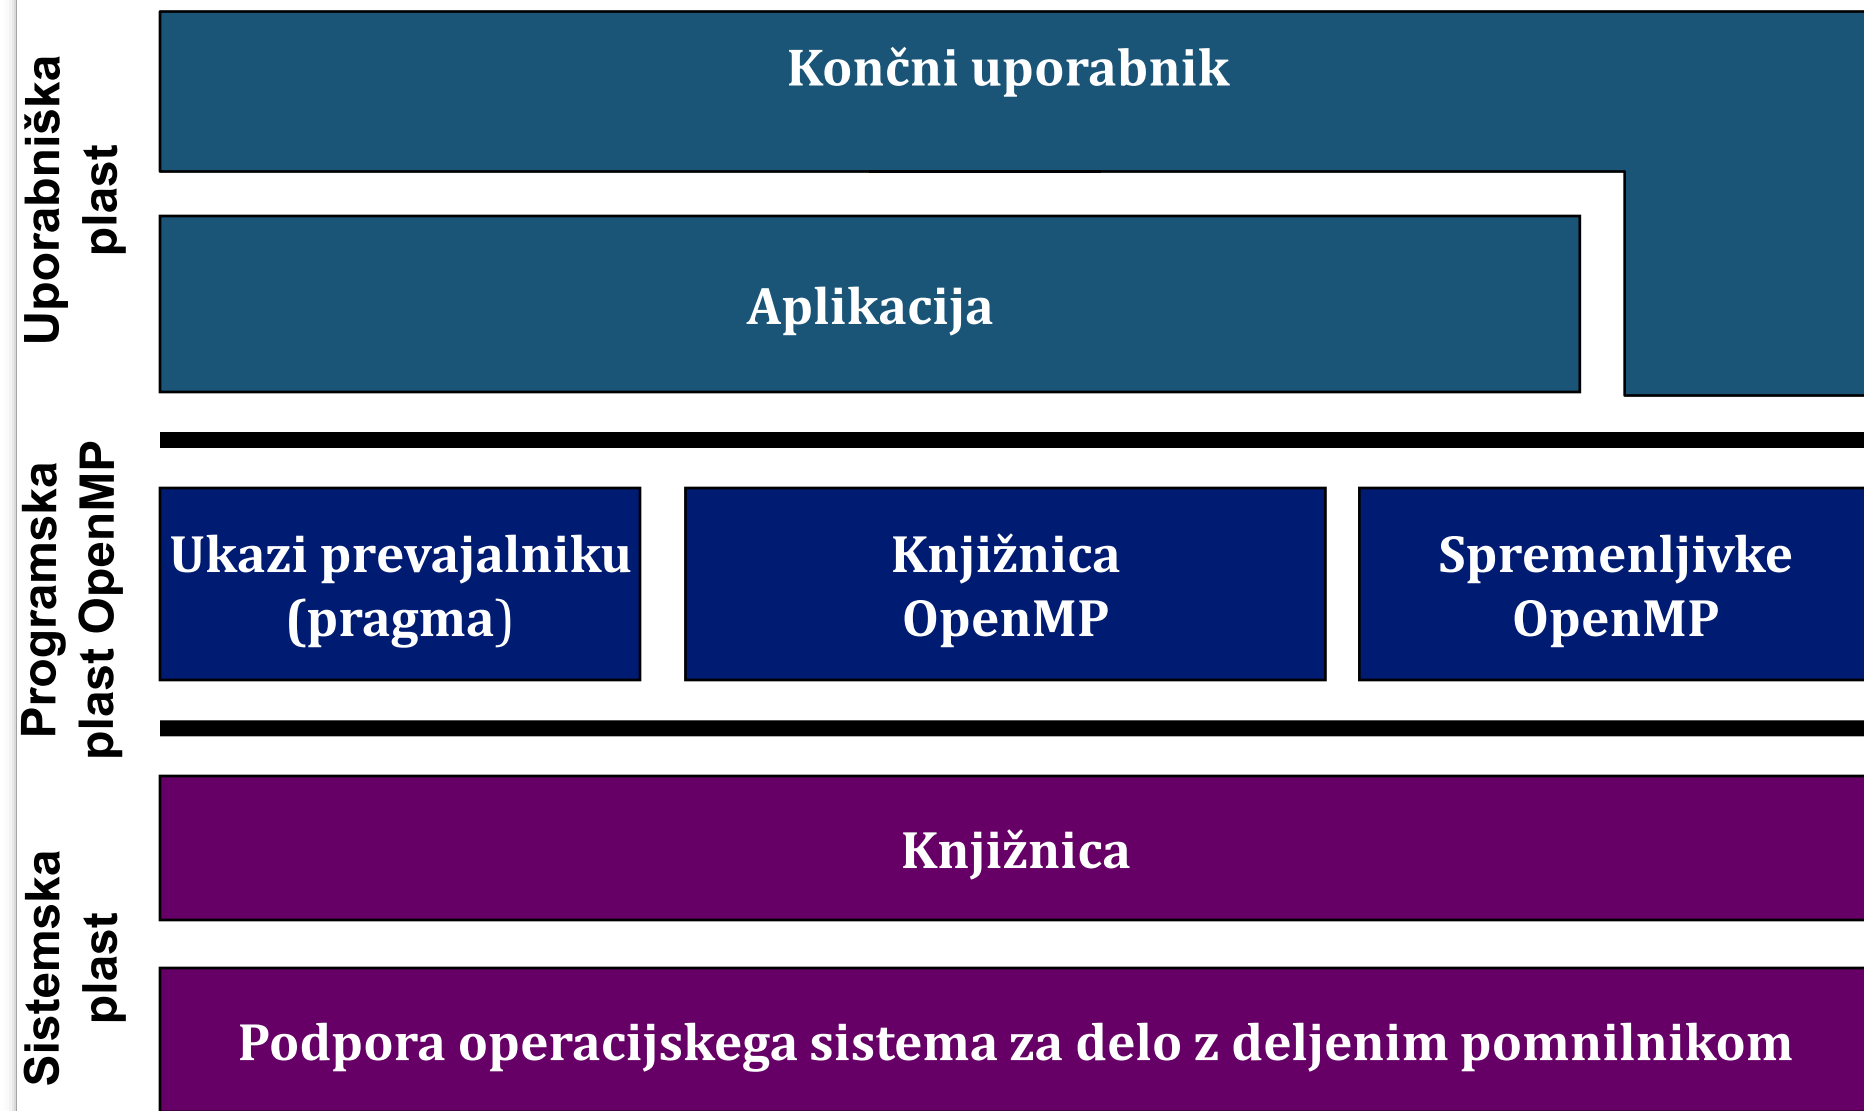 Uporabniška
plast
Končni uporabnik
Aplikacija
Programska
plast OpenMP
Ukazi prevajalniku
(pragma)
Knjižnica
OpenMP
Spremenljivke
OpenMP
Sistemska
plast
Knjižnica
Podpora operacijskega sistema za delo z deljenim pomnilnikom